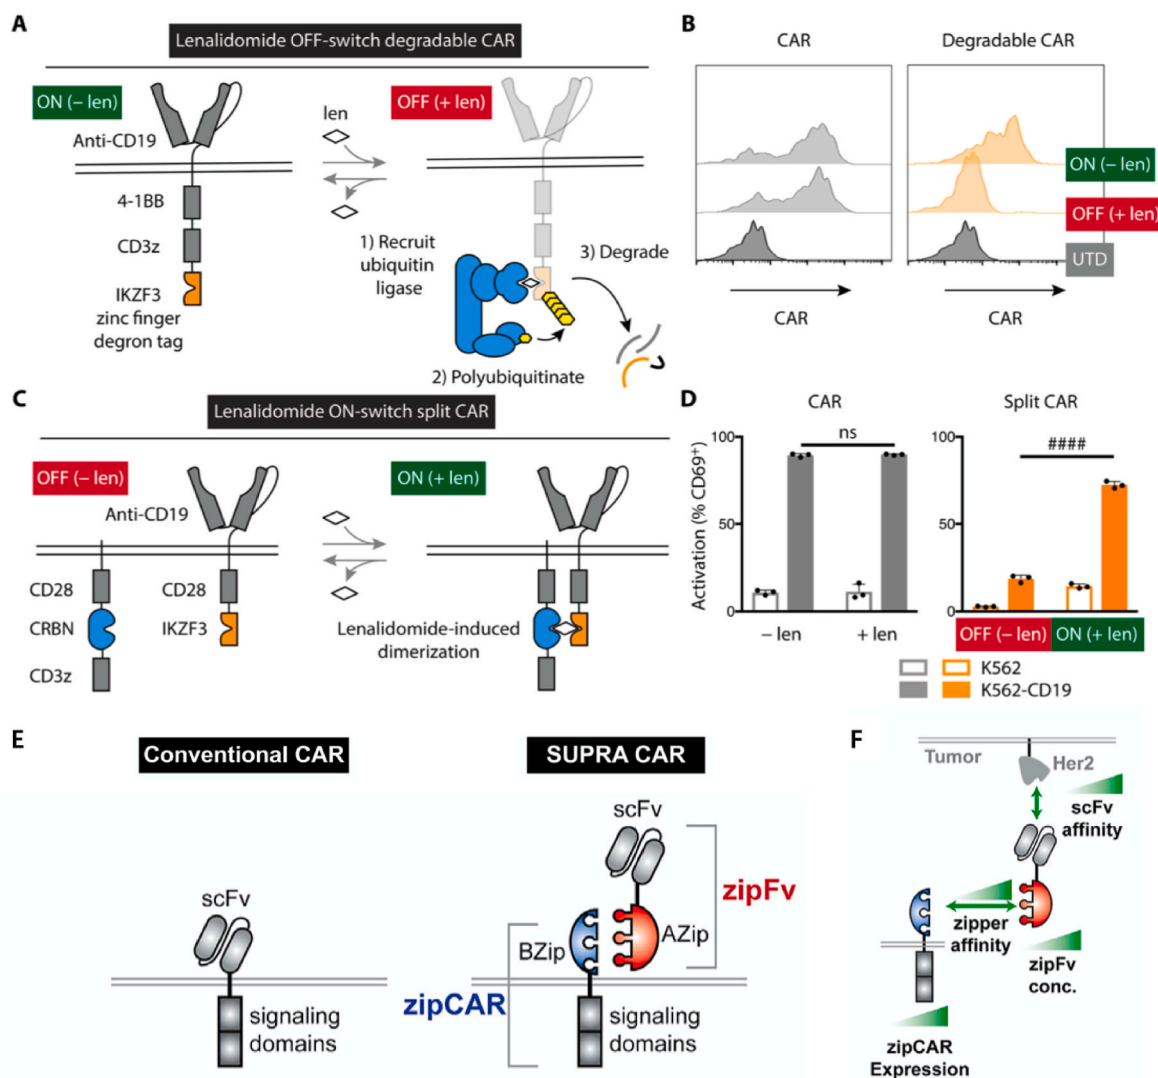 A
Lenalidomide OFF-switch degradable CAR
ON (– len)
Anti-CD19
4-1BB
CD3z
IKZF3
zinc finger
degron tag
len
OFF (+ len)
1) Recruit
ubiquitin
ligase
2) Polyubiquitinate
3) Degrade
B
CAR
Degradable CAR
ON (– len)
OFF (+ len)
UTD
CAR
CAR
C
Lenalidomide ON-switch split CAR
OFF (– len)
Anti-CD19
CD28
CRBN
CD3z
CD28
IKZF3
ON (+ len)
Lenalidomide-induced
dimerization
D
CAR
Split CAR
Activation (% CD69+)
100
50
0
ns
– len
+ len
100
50
0
####
OFF (– len)
ON (+ len)
K562
K562-CD19
E
Conventional CAR
scFv
signaling
domains
SUPRA CAR
scFv
zipFv
BZip
AZip
zipCAR
signaling
domains
F
Tumor
Her2
scFv
affinity
zipper
affinity
zipFv
conc.
zipCAR
Expression